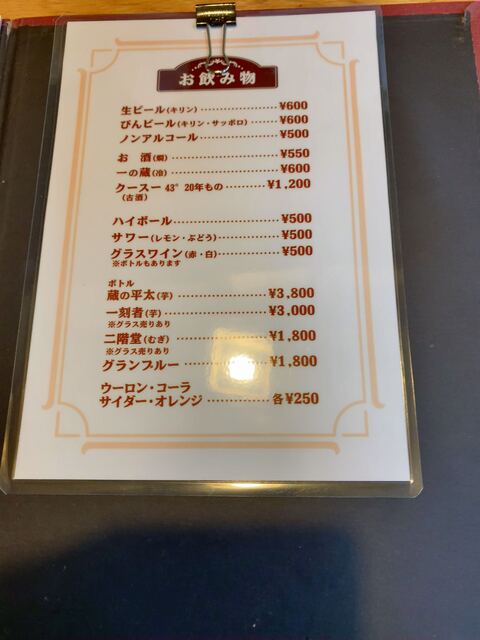 お飲み物
生ビール(キリン)…………………¥600
びんビール(キリン・サッポロ)…………¥600
ノンアルコール…………………¥500
お 酒(燗)…………………¥550
一の蔵(冷)…………………¥600
クースー 43° 20年もの…………¥1,200
(古酒)
ハイボール…………………¥500
サワー(レモン・ぶどう)…………¥500
グラスワイン(赤・白)…………¥500
※ボトルもあります
ボトル
蔵の平太(芋)…………………¥3,800
一刻者(芋)…………………¥3,000
※グラス売りあり
二階堂(むぎ)…………………¥1,800
※グラス売りあり
グランブルー…………………¥1,800
ウーロン・コーラ
サイダー・オレンジ…………各¥250